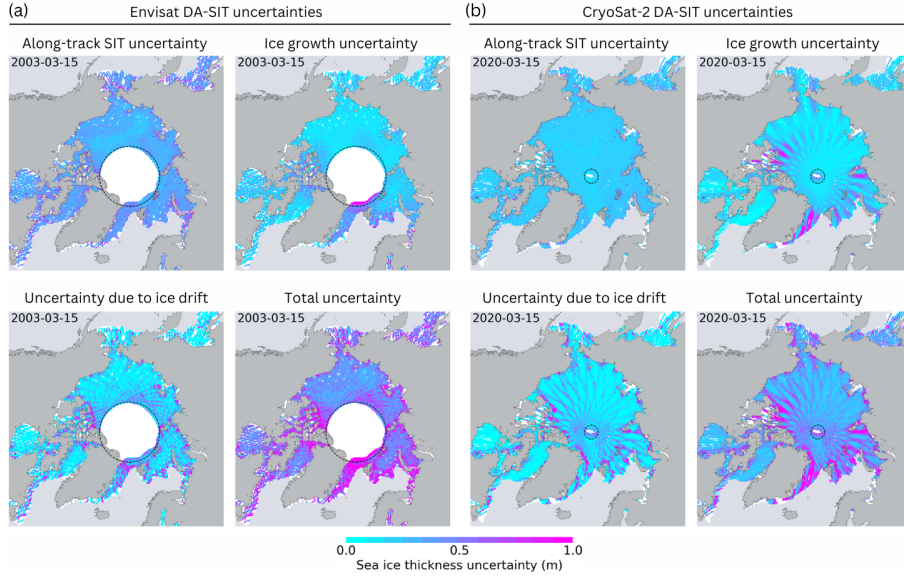 (a)
Envisat DA-SIT uncertainties
(b)
CryoSat-2 DA-SIT uncertainties
Along-track SIT uncertainty
Ice growth uncertainty
Along-track SIT uncertainty
Ice growth uncertainty
2003-03-15
2003-03-15
2020-03-15
2020-03-15
Uncertainty due to ice drift
Total uncertainty
Uncertainty due to ice drift
Total uncertainty
2003-03-15
2003-03-15
2020-03-15
2020-03-15
0.0 0.5 1.0
Sea ice thickness uncertainty (m)